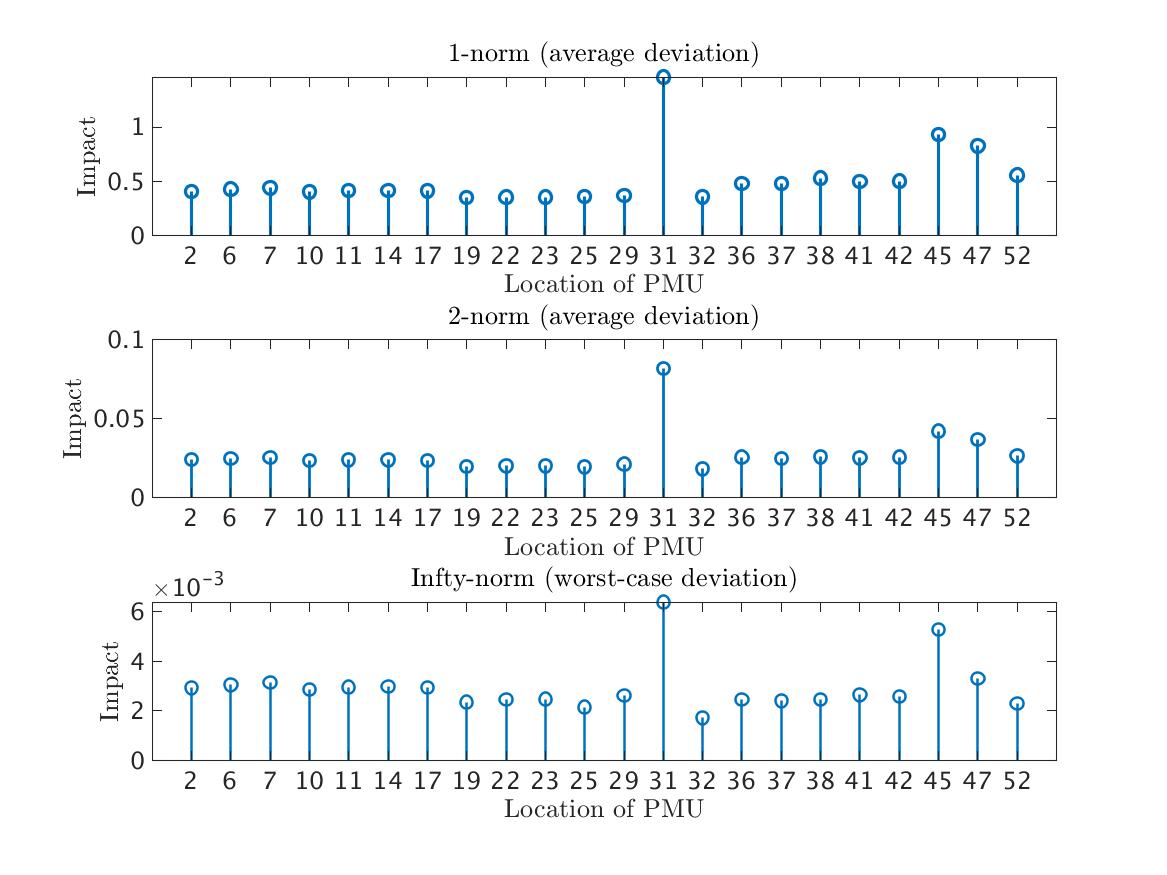 1-norm (average deviation)
1
0.5
0
Impact
2 6 7 10 11 14 17 19 22 23 25 29 31 32 36 37 38 41 42 45 47 52
Location of PMU
2-norm (average deviation)
0.1
0.05
0
Impact
2 6 7 10 11 14 17 19 22 23 25 29 31 32 36 37 38 41 42 45 47 52
Location of PMU
Infty-norm (worst-case deviation)
×10⁻³
6
4
2
0
Impact
2 6 7 10 11 14 17 19 22 23 25 29 31 32 36 37 38 41 42 45 47 52
Location of PMU